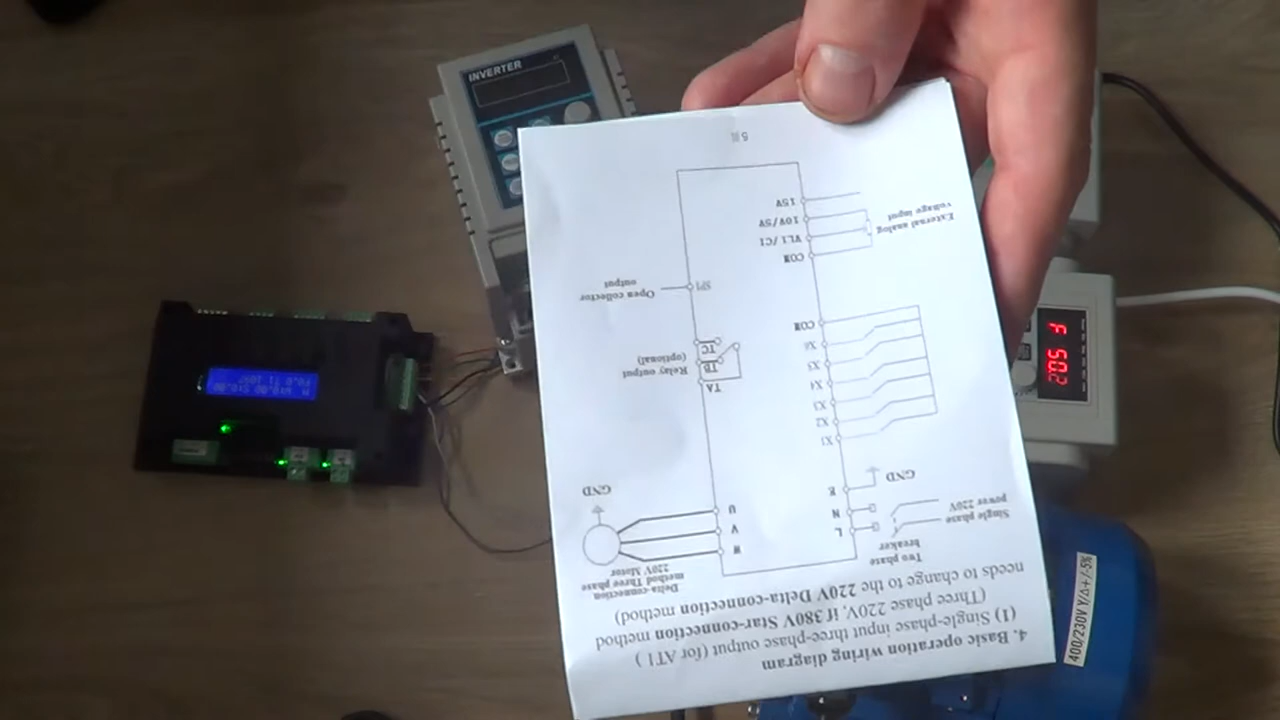 INVERTER
4. Basic operation wiring diagram
(1) Single-phase input three-phase output (for AT1)
(Three phase 220V, if 380V Star-connection method
needs to change to the 220V Delta-connection method)
Two phase
breaker
Single phase
power 220V
L
N
E
GND
X1
X2
X3
X4
X5
X6
COM
COM
VL1/CI
10V/5V
15V
External analog
voltage input
Delta-connection
method Three phase
220V Motor
W
V
U
GND
TA
TB
TC
Relay output
(optional)
SP1
Open collector
output
5
F 50.2
400/230V Y/Δ+/-5%